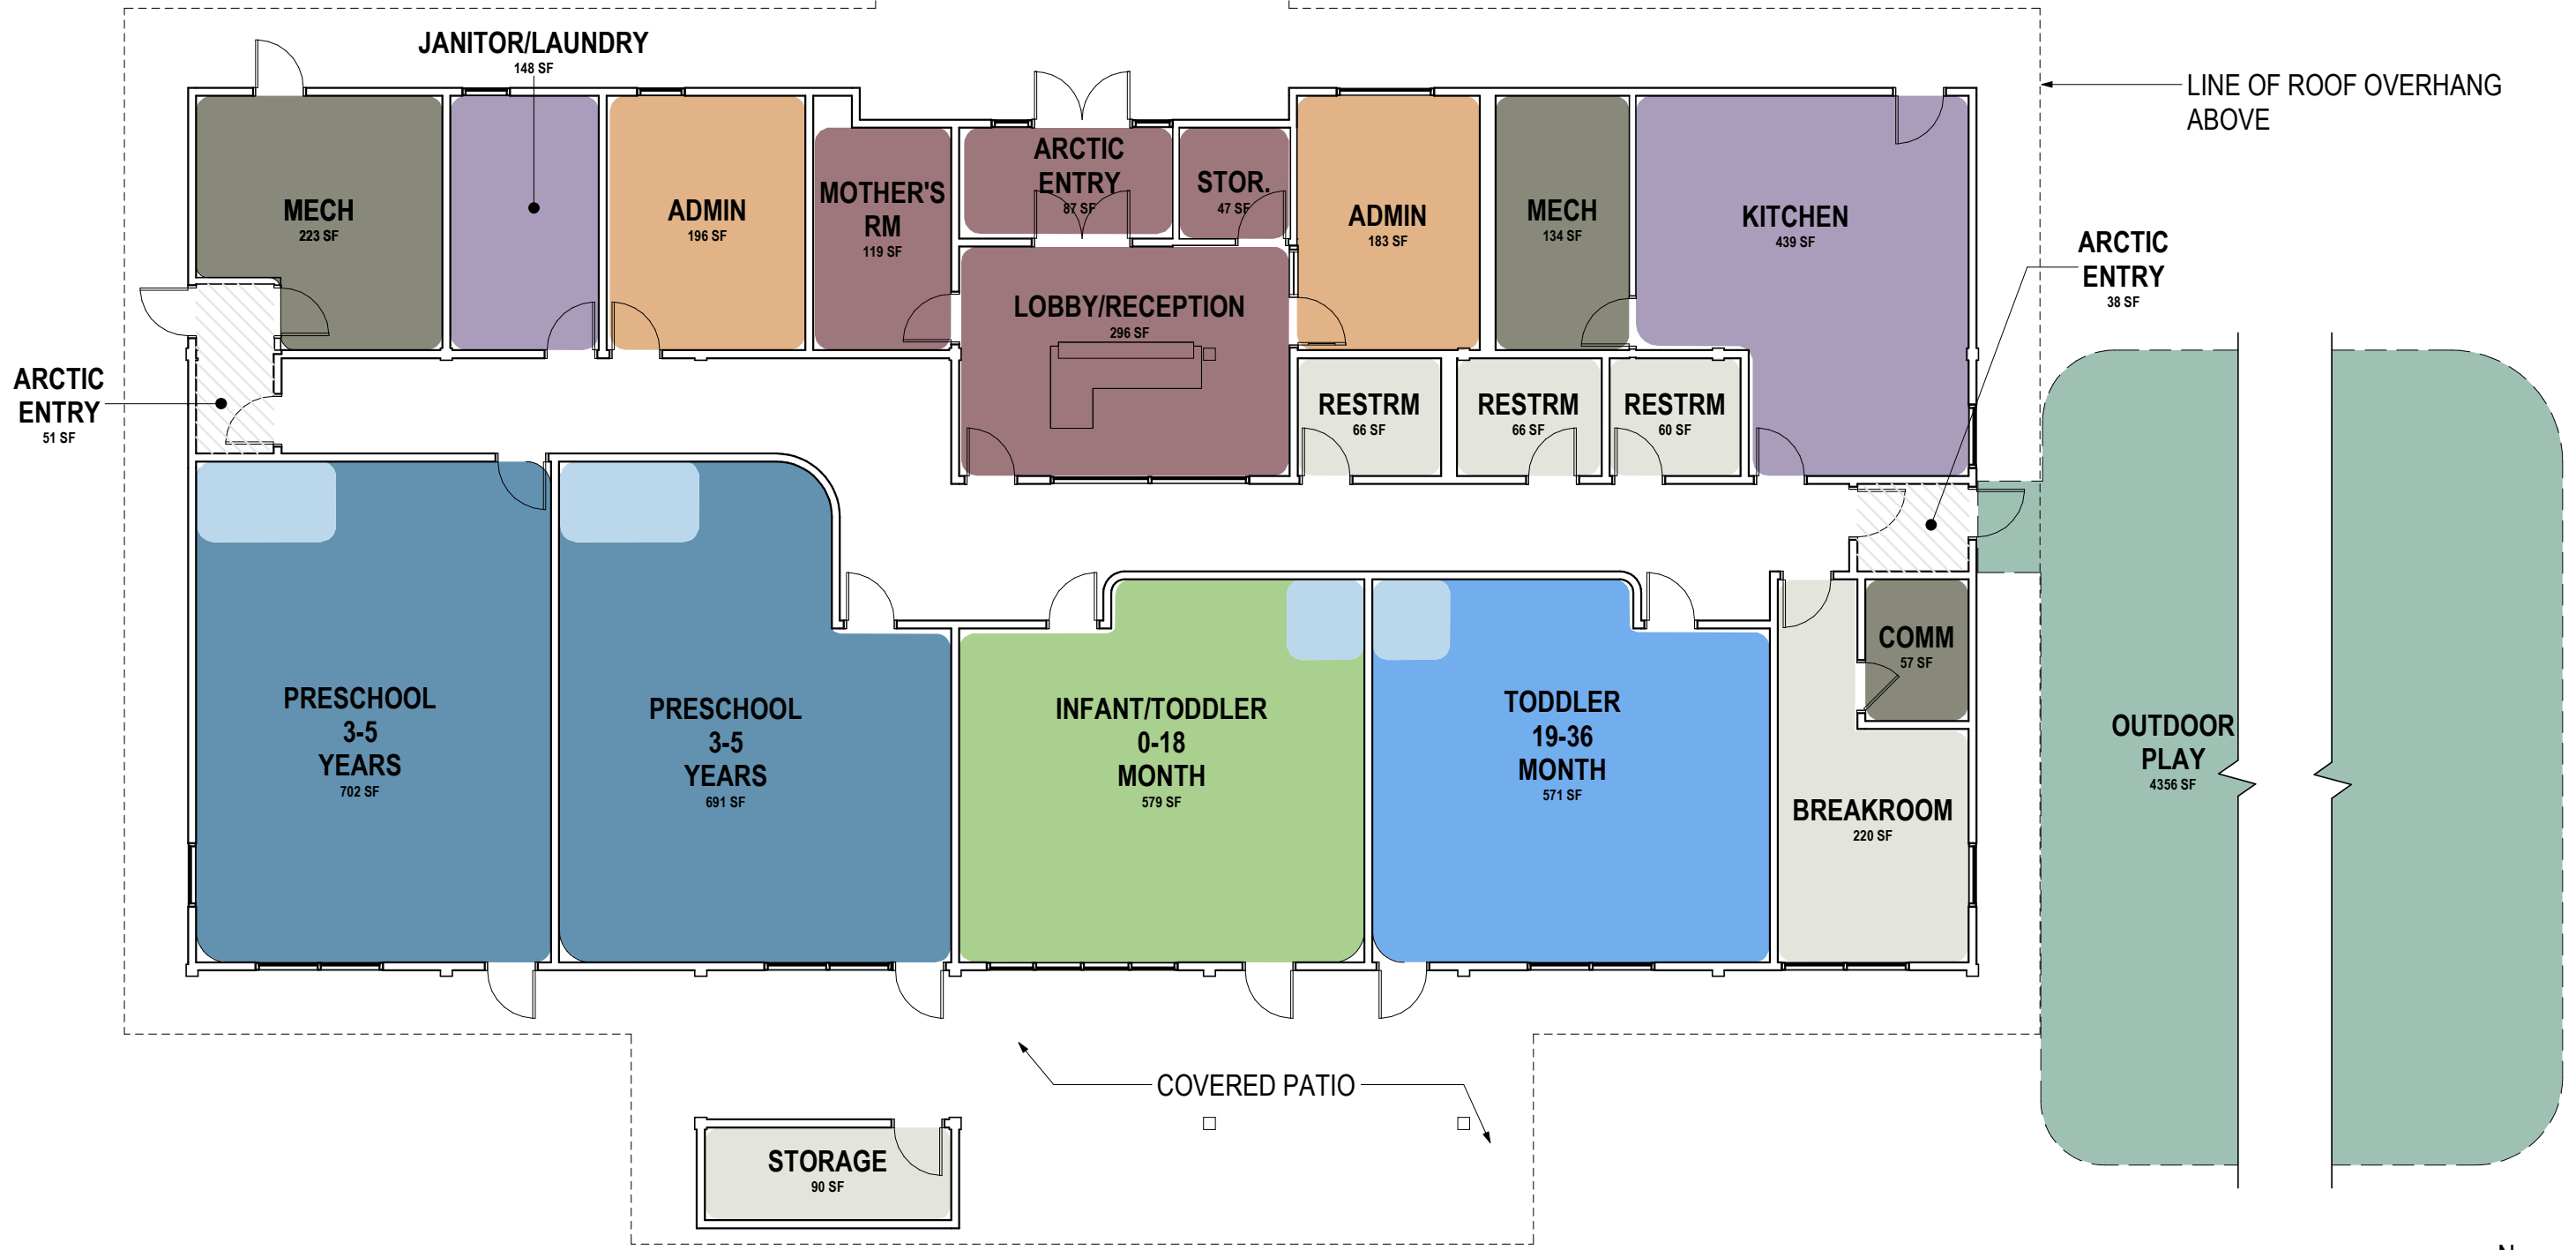 JANITOR/LAUNDRY
148 SF
LINE OF ROOF OVERHANG
ABOVE
MECH
223 SF
ADMIN
196 SF
MOTHER'S
RM
119 SF
ARCTIC
ENTRY
87 SF
STOR.
47 SF
ADMIN
183 SF
MECH
134 SF
KITCHEN
439 SF
ARCTIC
ENTRY
38 SF
LOBBY/RECEPTION
296 SF
ARCTIC
ENTRY
51 SF
RESTRM
66 SF
RESTRM
66 SF
RESTRM
60 SF
PRESCHOOL
3-5
YEARS
702 SF
PRESCHOOL
3-5
YEARS
691 SF
INFANT/TODDLER
0-18
MONTH
579 SF
TODDLER
19-36
MONTH
571 SF
COMM
57 SF
BREAKROOM
220 SF
OUTDOOR
PLAY
4356 SF
COVERED PATIO
STORAGE
90 SF
N